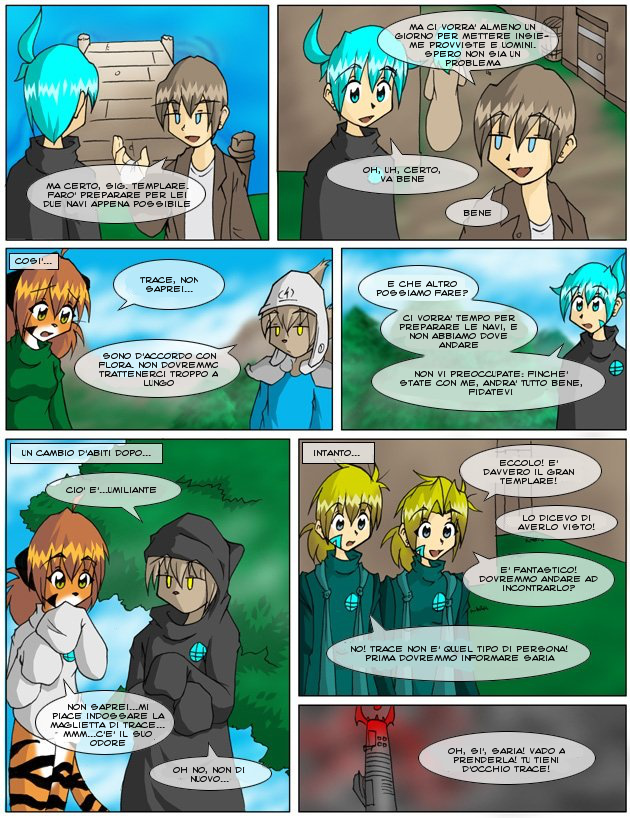 MA CERTO, SIG. TEMPLARE.
FARO' PREPARARE PER LEI
DUE NAVI APPENA POSSIBILE
MA CI VORRA' ALMENO UN
GIORNO PER METTERE INSIE-
ME PROVVISTE E UOMINI.
SPERO NON SIA UN
PROBLEMA
OH, UH, CERTO,
VA BENE
BENE
COSI'...
TRACE, NON
SAPREI...
SONO D'ACCORDO CON
FLORA. NON DOVREMMO
TRATTENERCI TROPPO A
LUNGO
E CHE ALTRO
POSSIAMO FARE?
CI VORRA' TEMPO PER
PREPARARE LE NAVI, E
NON ABBIAMO DOVE
ANDARE
NON VI PREOCCUPATE: FINCHE'
STATE CON ME, ANDRA' TUTTO BENE,
FIDATEVI
UN CAMBIO D'ABITI DOPO...
CIO' E'...UMILIANTE
NON SAPREI...MI
PIACE INDOSSARE LA
MAGLIETTA DI TRACE...
MMM...C'E' IL SUO
ODORE
OH NO, NON DI
NUOVO...
INTANTO...
ECCOLO! E'
DAVVERO IL GRAN
TEMPLARE!
LO DICEVO DI
AVERLO VISTO!
E' FANTASTICO!
DOVREMMO ANDARE AD
INCONTRARLO?
NO! TRACE NON E' QUEL TIPO DI PERSONA!
PRIMA DOVREMMO INFORMARE SARIA
OH, SI', SARIA! VADO A
PRENDERLA! TU TIENI
D'OCCHIO TRACE!